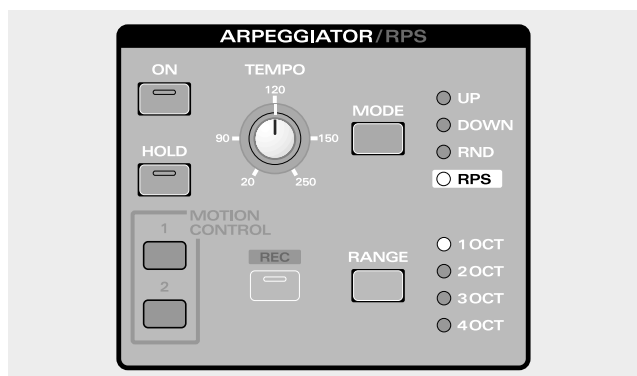 ARPEGGIATOR/RPS
ON
TEMPO
120
90
150
20
250
MODE
UP
DOWN
RND
RPS
HOLD
MOTION
CONTROL
1
2
REC
RANGE
1 OCT
2 OCT
3 OCT
4 OCT